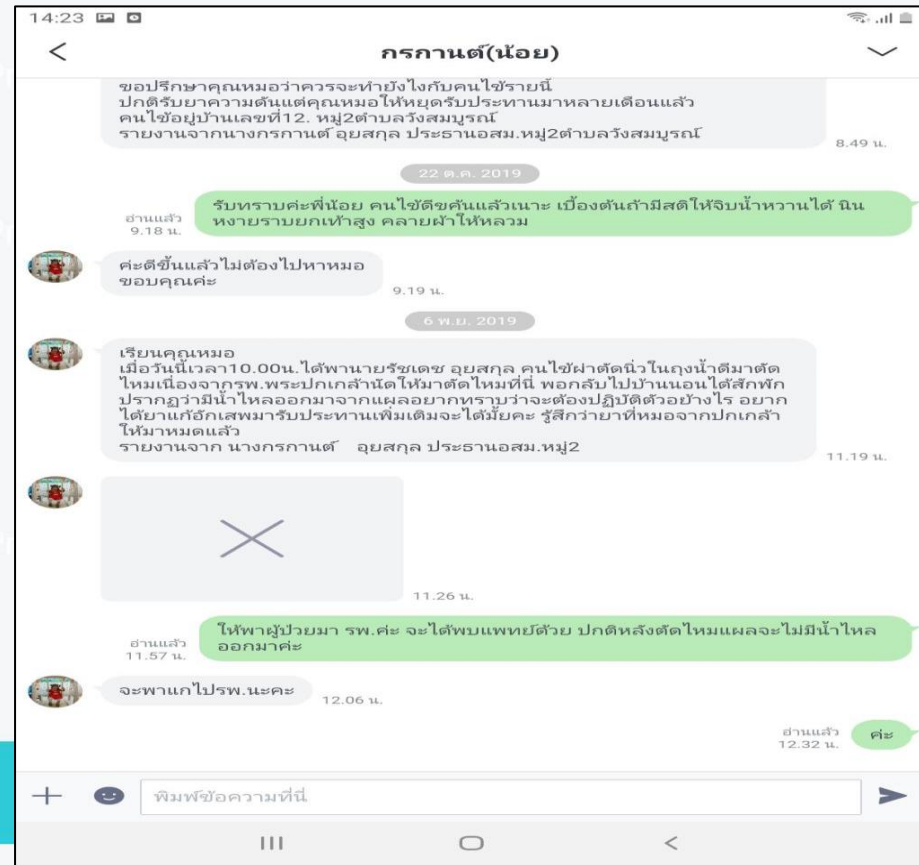 14:23
กรกานต์(น้อย)
ขอปรึกษาคุณหมอว่าควรจะทำยังไงกับคนไข้รายนี้
ปกติรับยาความดันแต่คุณหมอให้หยุดรับประทานมาหลายเดือนแล้ว
คนไข้อยู่บ้านเลขที่12. หมู่2ตำบลวังสมบูรณ์
รายงานจากนางกรกานต์ อุยสกุล ประธานอสม.หมู่2ตำบลวังสมบูรณ์
8.49 น.
22 ต.ค. 2019
รับทราบค่ะพี่น้อย คนไข้ดีขคันแล้วเนาะ เบื้องต้นถ้ามีสติให้จิบน้ำหวานได้ นิน
หงายราบยกเท้าสูง คลายผ้าให้หลวม
อ่านแล้ว
9.18 น.
ค่ะดีขึ้นแล้วไม่ต้องไปหาหมอ
ขอบคุณค่ะ
9.19 น.
6 พ.ย. 2019
เรียนคุณหมอ
เมื่อวันนี้เวลา10.00น.ได้พานายรัชเดช อุยสกุล คนไข้ผ่าตัดนิ่วในถุงน้ำดีมาตัด
ไหมเนื่องจากรพ.พระปกเกล้านัดให้มาตัดไหมที่นี่ พอกลับไปบ้านนอนได้สักพัก
ปรากฏว่ามีน้ำไหลออกมาจากแผลอยากทราบว่าจะต้องปฏิบัติตัวอย่างไร อยาก
ได้ยาแก้อักเสพมารับประทานเพิ่มเติมจะได้มั้ยคะ รู้สึกว่ายาที่หมอจากปกเกล้า
ให้มาหมดแล้ว
รายงานจาก นางกรกานต์ อุยสกุล ประธานอสม.หมู่2
11.19 น.
11.26 น.
ให้พาผู้ป่วยมา รพ.ค่ะ จะได้พบแพทย์ด้วย ปกติหลังตัดไหมแผลจะไม่มีน้ำไหล
ออกมาค่ะ
อ่านแล้ว
11.57 น.
จะพาแกไปรพ.นะคะ
12.06 น.
อ่านแล้ว
12.32 น.
ค่ะ
พิมพ์ข้อความที่นี่